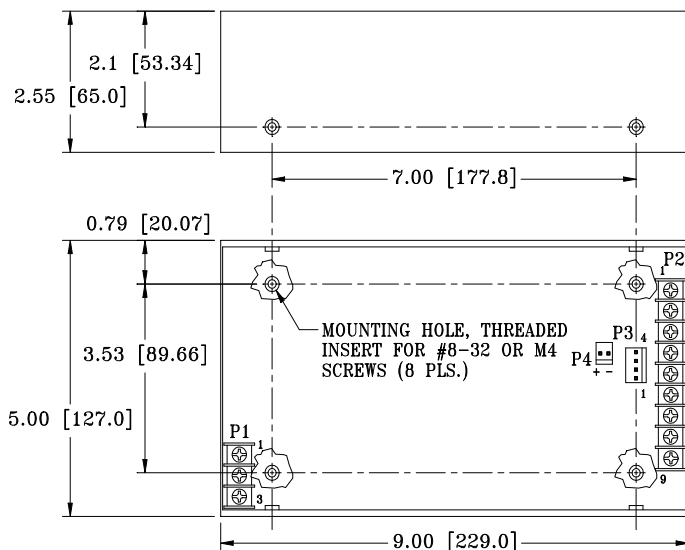 2.1 [53.34]
2.55 [65.0]
7.00 [177.8]
0.79 [20.07]
P2
1
MOUNTING HOLE, THREADED
INSERT FOR #8-32 OR M4
SCREWS (8 PLS.)
P3
4
P4
+ -
1
3.53 [89.66]
5.00 [127.0]
P1
1
3
9
9.00 [229.0]